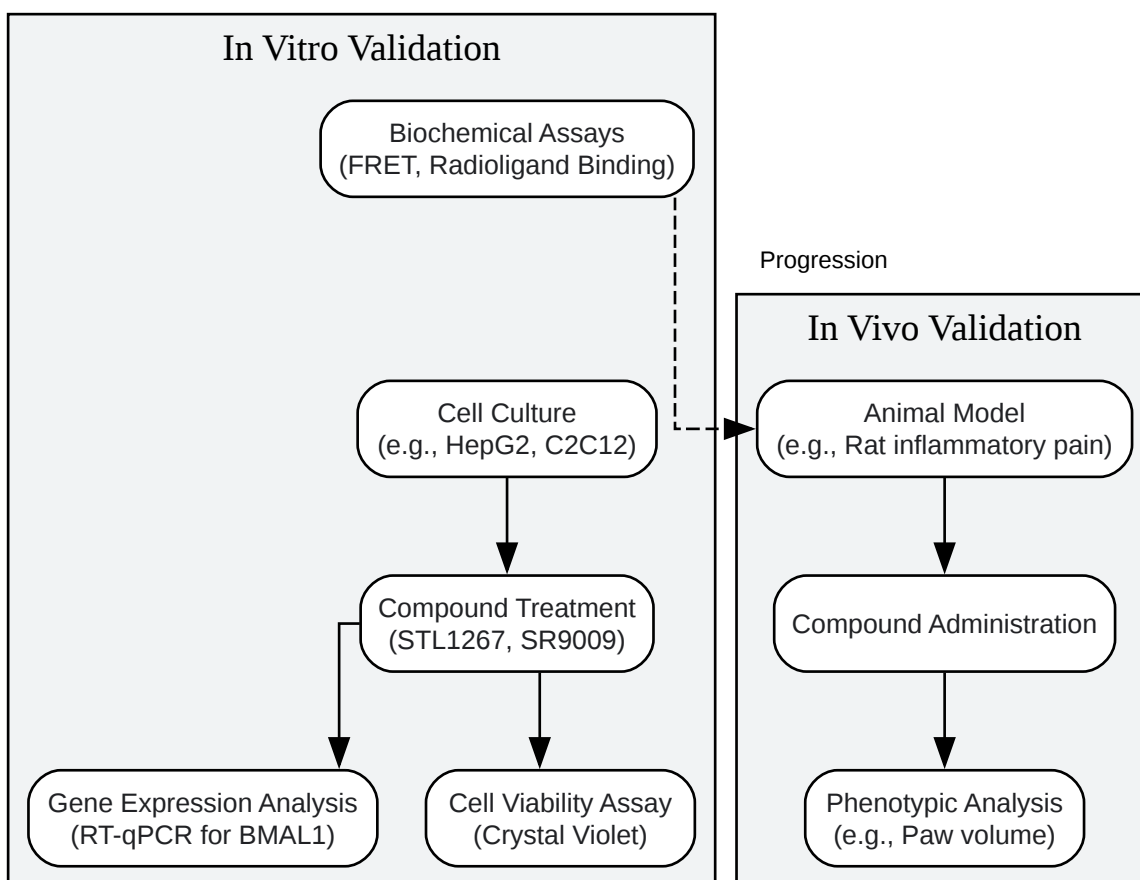 In Vitro Validation
Biochemical Assays
(FRET, Radioligand Binding)
Cell Culture
(e.g., HepG2, C2C12)
Compound Treatment
(STL1267, SR9009)
Gene Expression Analysis
(RT-qPCR for BMAL1)
Cell Viability Assay
(Crystal Violet)
Progression
In Vivo Validation
Animal Model
(e.g., Rat inflammatory pain)
Compound Administration
Phenotypic Analysis
(e.g., Paw volume)